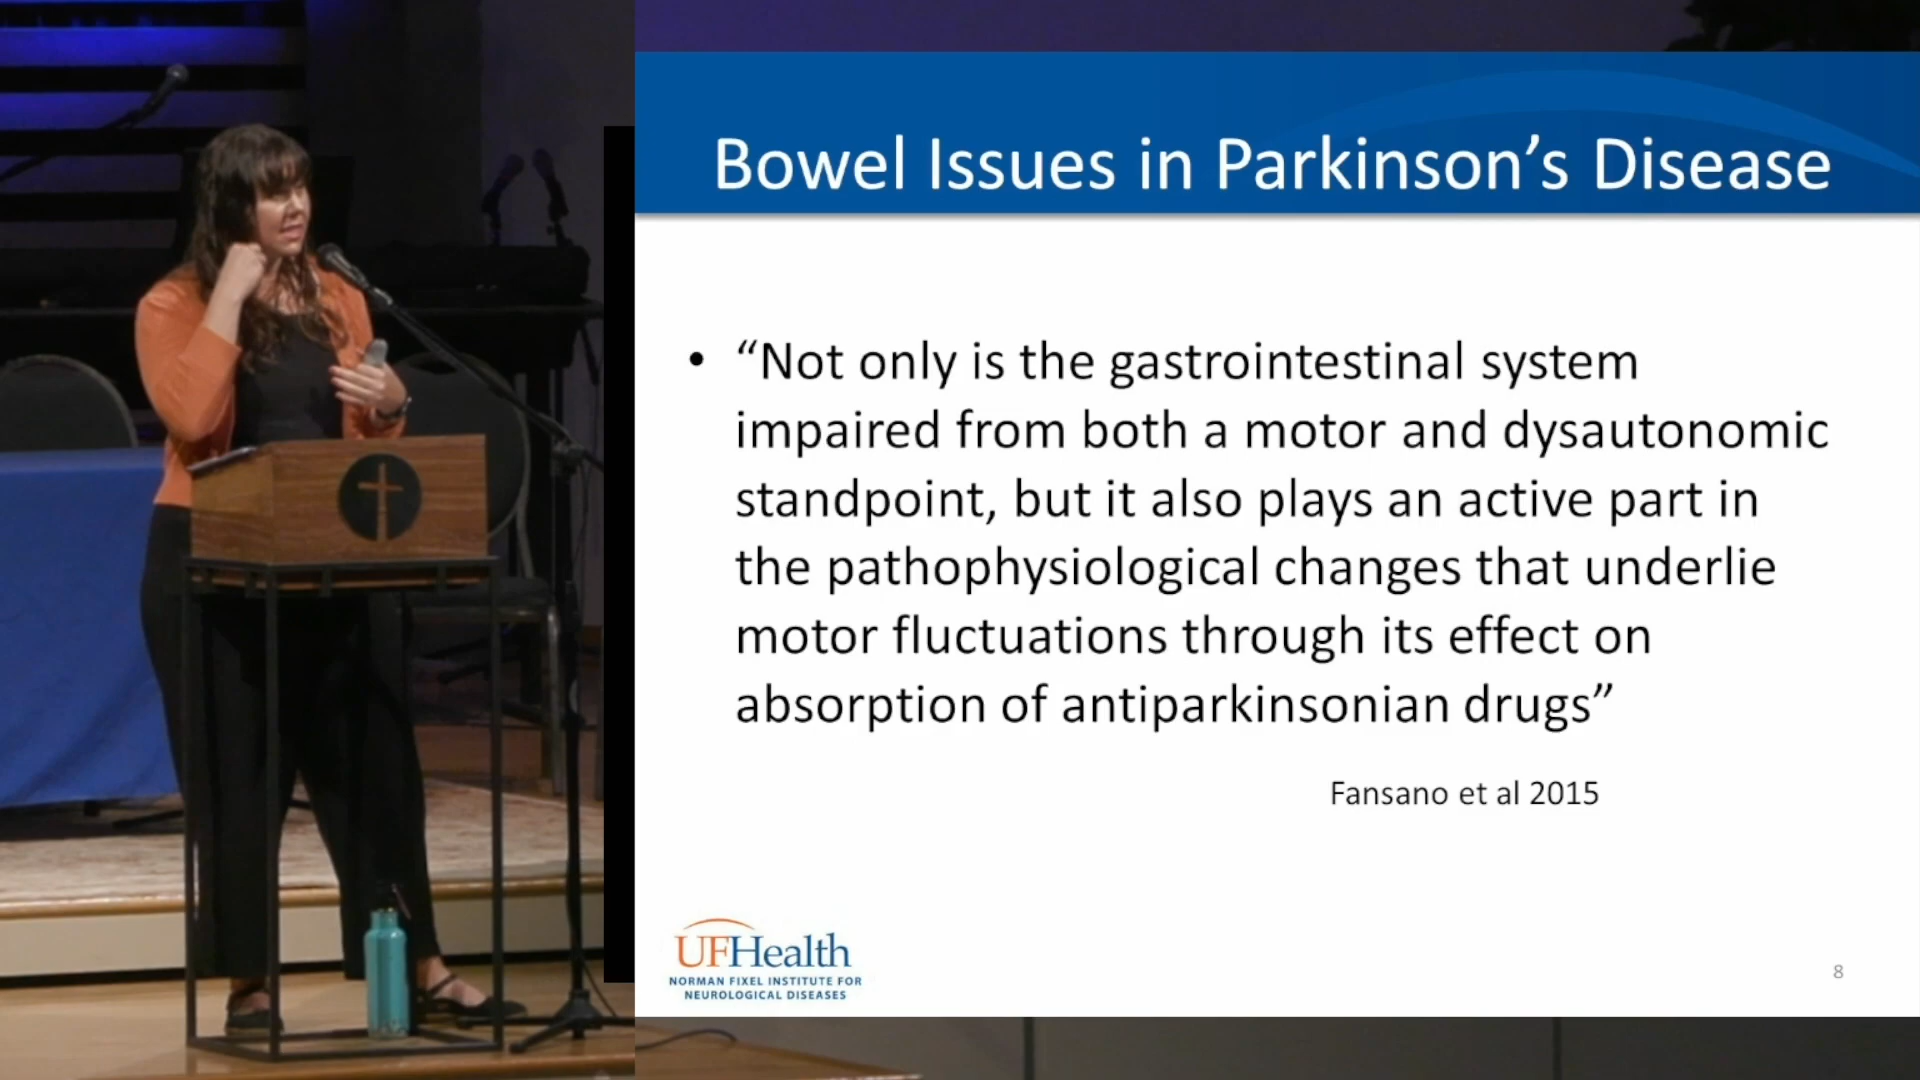 Bowel Issues in Parkinson’s Disease
• “Not only is the gastrointestinal system
impaired from both a motor and dysautonomic
standpoint, but it also plays an active part in
the pathophysiological changes that underlie
motor fluctuations through its effect on
absorption of antiparkinsonian drugs”
Fansano et al 2015
UFHealth
NORMAN FIXEL INSTITUTE FOR
NEUROLOGICAL DISEASES
8